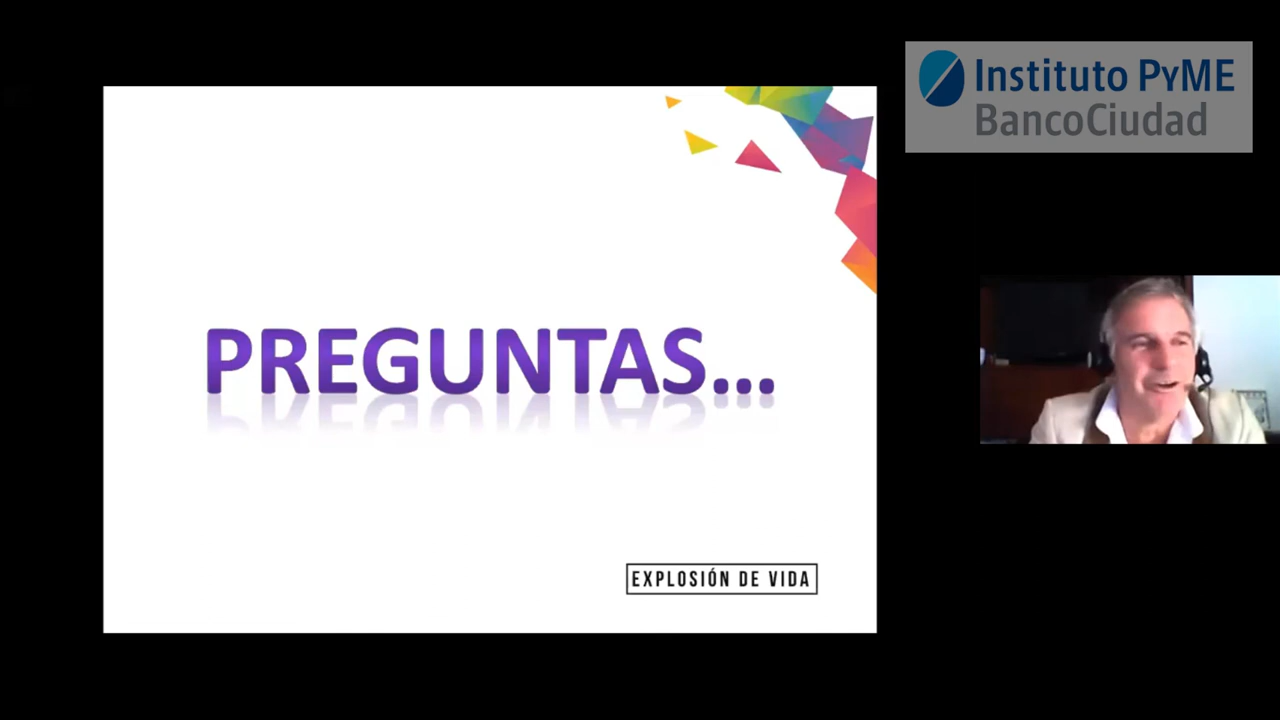 Instituto PyME
BancoCiudad
PREGUNTAS...
EXPLOSIÓN DE VIDA